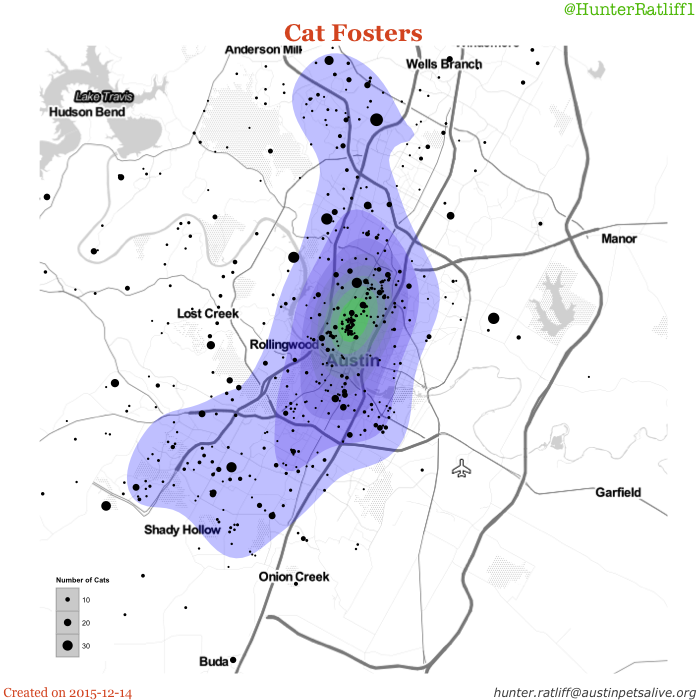 @HunterRatliff1
Cat Fosters
Anderson Mill
Wells Branch
Lake Travis
Hudson Bend
Manor
Lost Creek
Rollingwood
Austin
Garfield
Shady Hollow
Onion Creek
Number of Cats
10
20
30
Buda
Created on 2015-12-14
hunter.ratliff@austinpetsalive.org